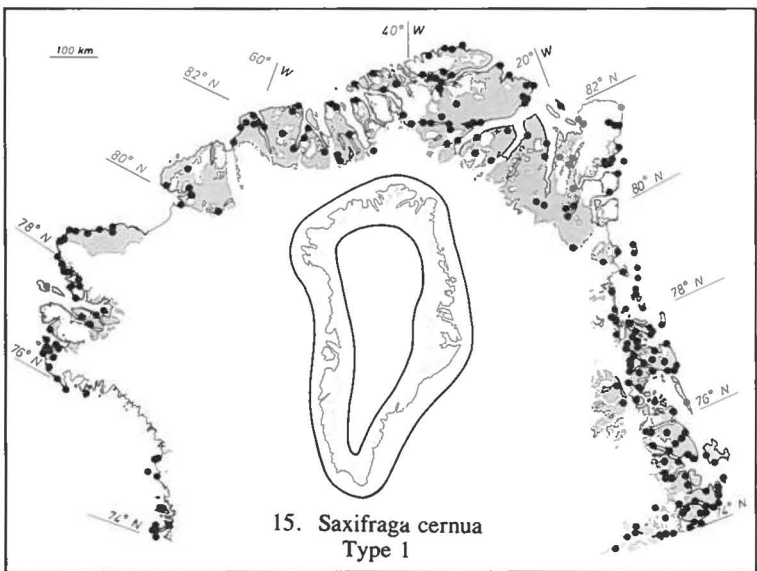 100 km
40° W
60° W
20° W
82° N
82° N
80° N
80° N
78° N
78° N
76° N
76° N
74° N
74° N
15. Saxifraga cernua
Type 1